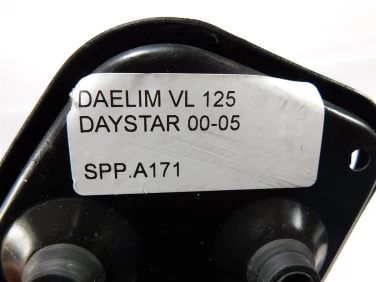 DAELIM VL 125
DAYSTAR 00-05
SPP.A171